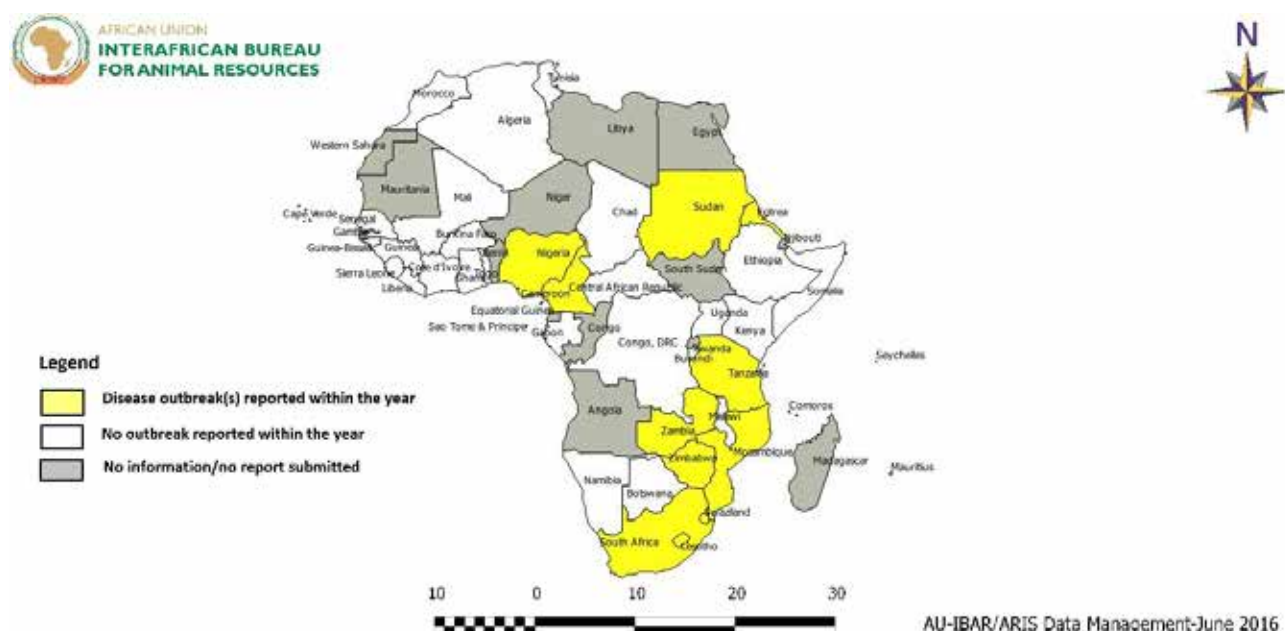 AFRICAN UNION
INTERAFRICAN BUREAU
FOR ANIMAL RESOURCES
N
Tunisia
Morocco
Algeria
Libya
Egypt
Western Sahara
Mauritania
Mali
Niger
Chad
Sudan
Eritrea
Cape Verde
Senegal
Gambia
Burkina Faso
Djibouti
Guinea-Bissau
Guinea
Benin
Nigeria
Ethiopia
Sierra Leone
Cote d'Ivoire
Ghana
Togo
South Sudan
Liberia
Central African Republic
Somalia
Cameroon
Equatorial Guinea
Uganda
Sao Tome & Principe
Gabon
Congo
Kenya
Congo, DRC
Rwanda
Burundi
Seychelles
Tanzania
Legend
Disease outbreak(s) reported within the year
No outbreak reported within the year
No information/no report submitted
Angola
Malawi
Comoros
Zambia
Mozambique
Zimbabwe
Madagascar
Mauritius
Namibia
Botswana
Swaziland
South Africa
Lesotho
10 0 10 20 30
AU-IBAR/ARIS Data Management-June 2016